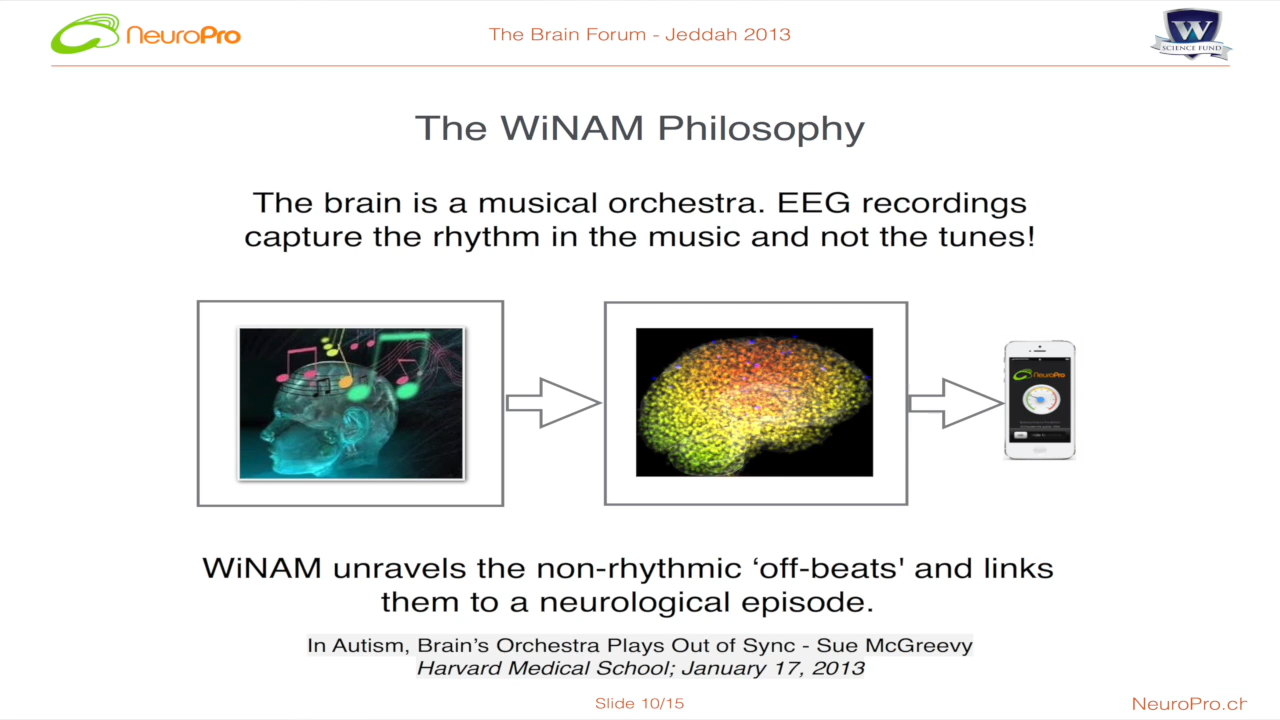 NeuroPro
The Brain Forum - Jeddah 2013
W
SCIENCE FUND
The WiNAM Philosophy
The brain is a musical orchestra. EEG recordings
capture the rhythm in the music and not the tunes!
NeuroPro
WiNAM unravels the non-rhythmic ‘off-beats' and links
them to a neurological episode.
In Autism, Brain’s Orchestra Plays Out of Sync - Sue McGreevy
Harvard Medical School; January 17, 2013
Slide 10/15
NeuroPro.ch